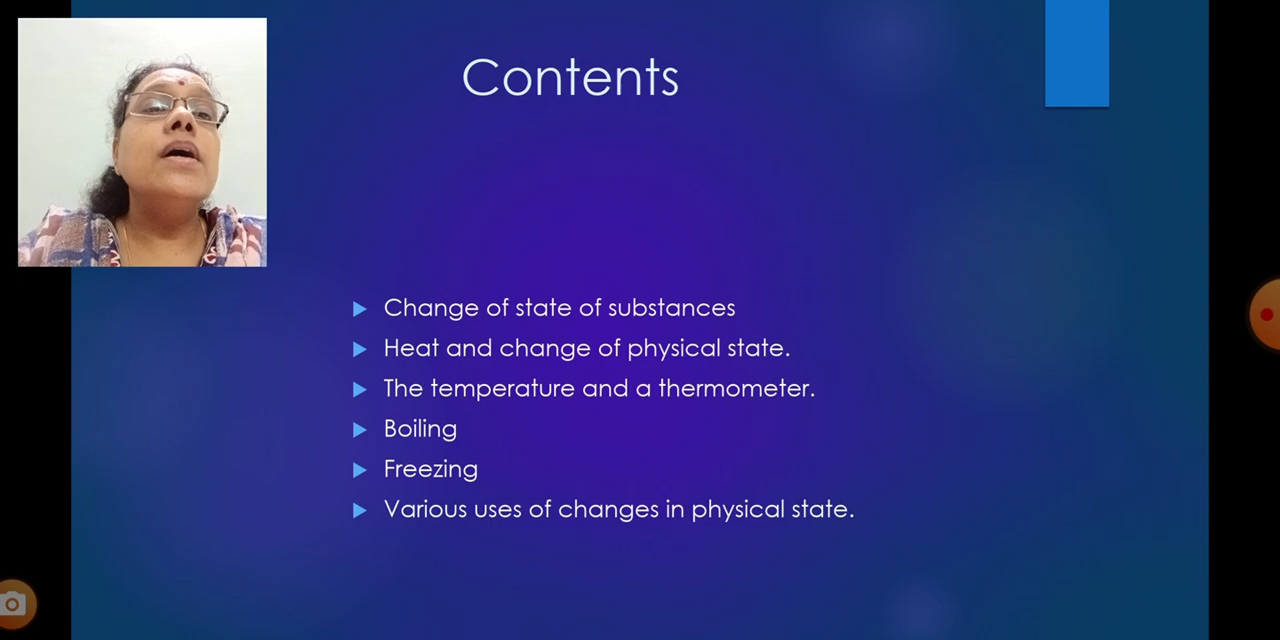 Contents
Change of state of substances
Heat and change of physical state.
The temperature and a thermometer.
Boiling
Freezing
Various uses of changes in physical state.